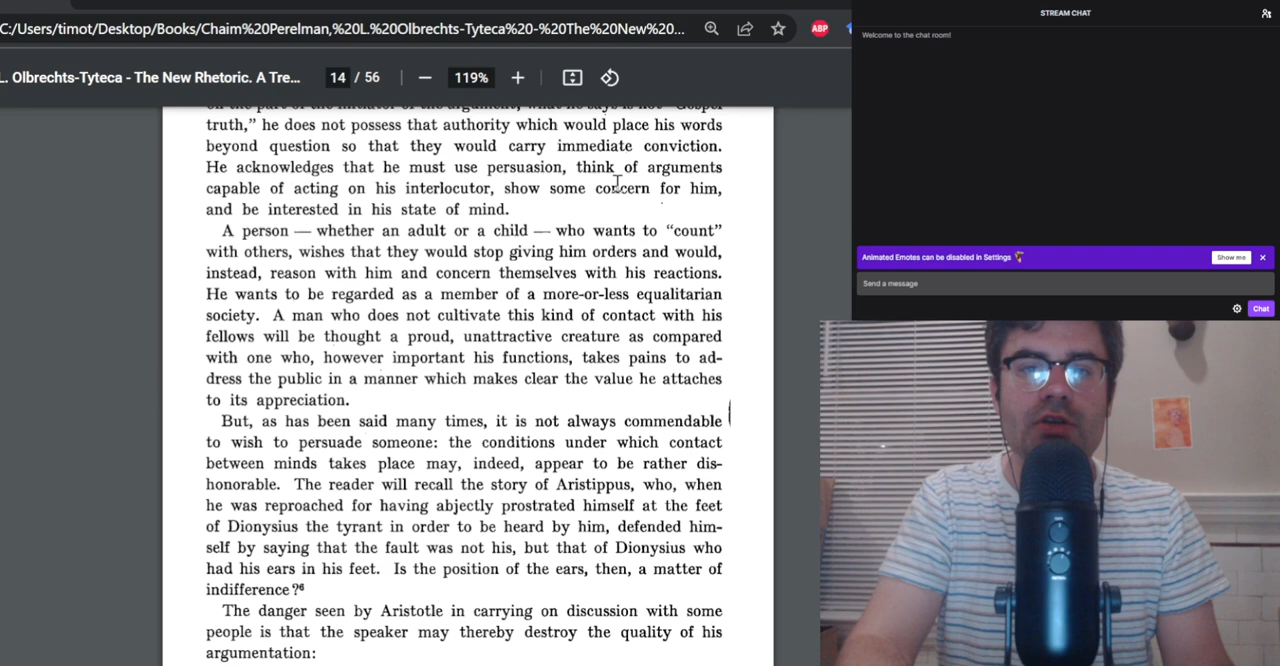 C:/Users/timot/Desktop/Books/Chaim%20Perelman,%20L.%20Olbrechts-Tyteca%20-%20The%20New%20...
ABP
L. Olbrechts-Tyteca - The New Rhetoric. A Tre...
14 / 56
119%
truth,” he does not possess that authority which would place his words
beyond question so that they would carry immediate conviction.
He acknowledges that he must use persuasion, think of arguments
capable of acting on his interlocutor, show some concern for him,
and be interested in his state of mind.
A person — whether an adult or a child — who wants to “count”
with others, wishes that they would stop giving him orders and would,
instead, reason with him and concern themselves with his reactions.
He wants to be regarded as a member of a more-or-less equalitarian
society. A man who does not cultivate this kind of contact with his
fellows will be thought a proud, unattractive creature as compared
with one who, however important his functions, takes pains to ad-
dress the public in a manner which makes clear the value he attaches
to its appreciation.
But, as has been said many times, it is not always commendable
to wish to persuade someone: the conditions under which contact
between minds takes place may, indeed, appear to be rather dis-
honorable. The reader will recall the story of Aristippus, who, when
he was reproached for having abjectly prostrated himself at the feet
of Dionysius the tyrant in order to be heard by him, defended him-
self by saying that the fault was not his, but that of Dionysius who
had his ears in his feet. Is the position of the ears, then, a matter of
indifference?⁶
The danger seen by Aristotle in carrying on discussion with some
people is that the speaker may thereby destroy the quality of his
argumentation:
STREAM CHAT
Welcome to the chat room!
Animated Emotes can be disabled in Settings
Show me
Send a message
Chat